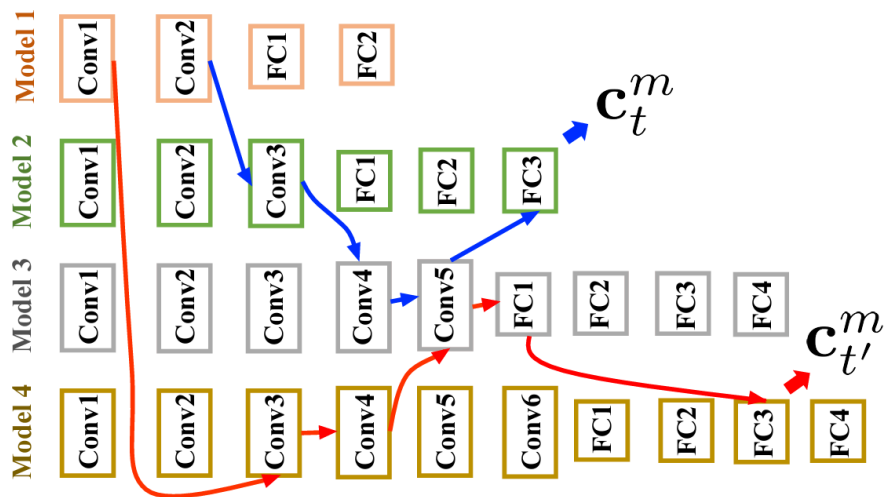 Model 1 Conv1 Conv2 FC1 FC2
c_t^m
Model 2 Conv1 Conv2 Conv3 FC1 FC2 FC3
Model 3 Conv1 Conv2 Conv3 Conv4 Conv5 FC1 FC2 FC3 FC4
c_{t'}^m
Model 4 Conv1 Conv2 Conv3 Conv4 Conv5 Conv6 FC1 FC2 FC3 FC4